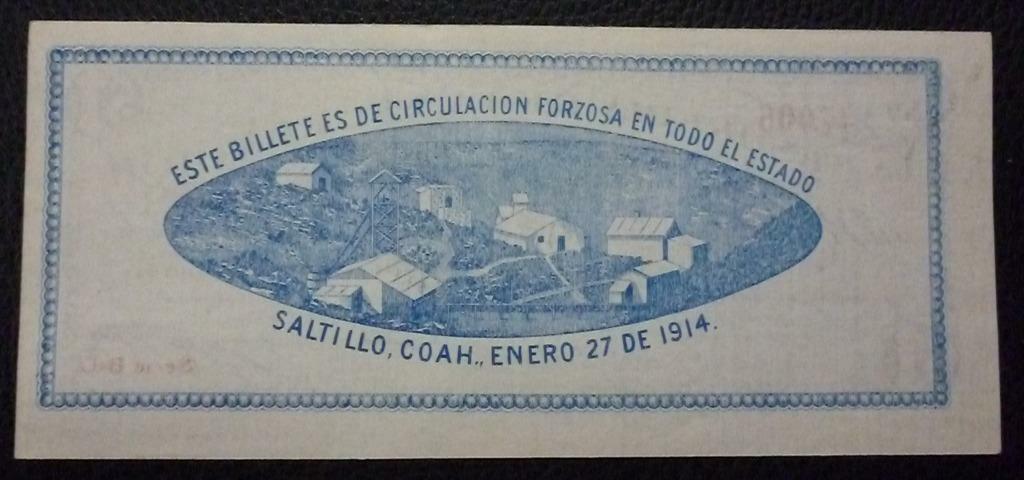 ESTE BILLETE ES DE CIRCULACION FORZOSA EN TODO EL ESTADO
SALTILLO, COAH., ENERO 27 DE 1914.